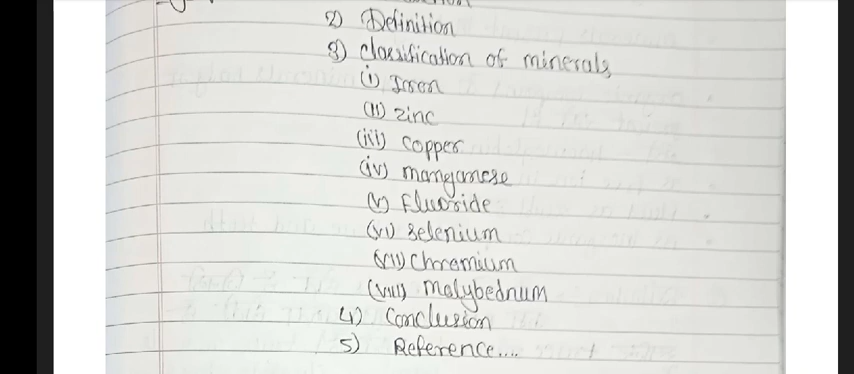 2) Definition
3) classification of minerals
(i) Iron
(ii) zinc
(iii) copper
(iv) manganese
(v) Fluoride
(vi) selenium
(vii) chromium
(viii) molybednum
4) Conclusion
5) Reference....